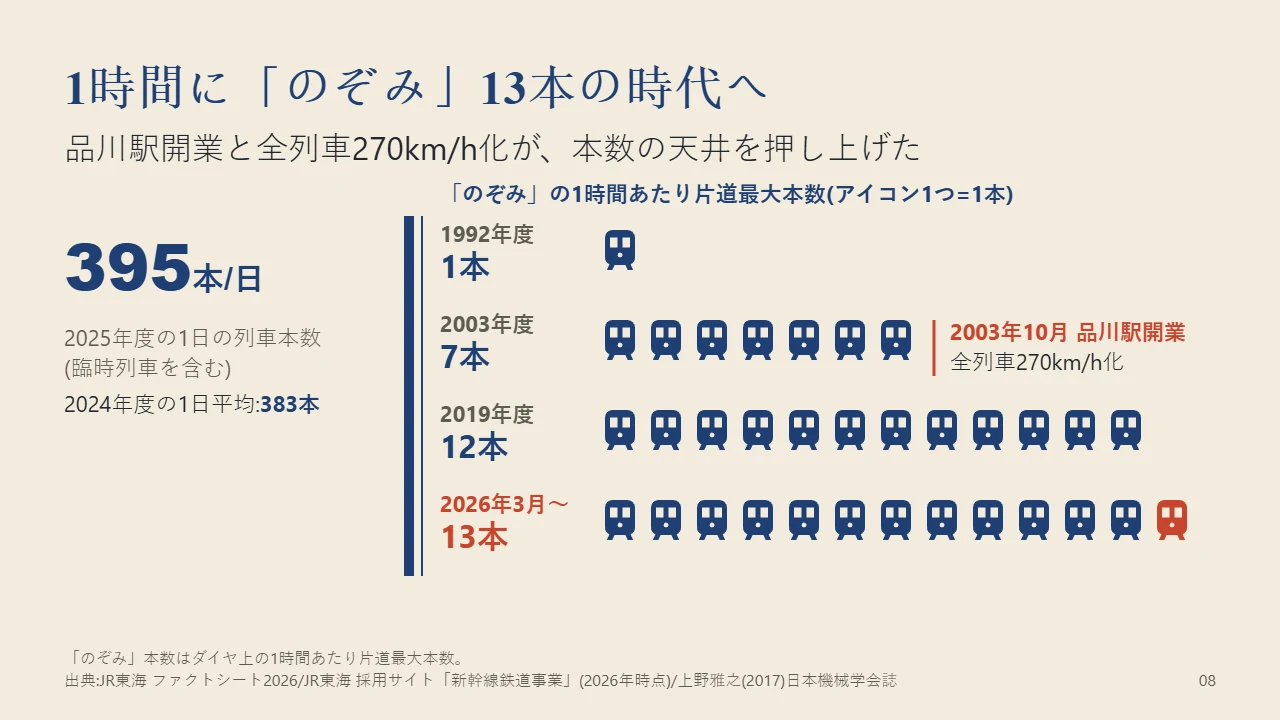 1時間に「のぞみ」13本の時代へ
品川駅開業と全列車270km/h化が、本数の天井を押し上げた
395本/日
2025年度の1日の列車本数
(臨時列車を含む)
2024年度の1日平均:383本
「のぞみ」の1時間あたり片道最大本数(アイコン1つ=1本)
1992年度
1本
2003年度
7本
2003年10月 品川駅開業
全列車270km/h化
2019年度
12本
2026年3月〜
13本
「のぞみ」本数はダイヤ上の1時間あたり片道最大本数。
出典:JR東海 ファクトシート2026/JR東海 採用サイト「新幹線鉄道事業」(2026年時点)/上野雅之(2017)日本機械学会誌
08